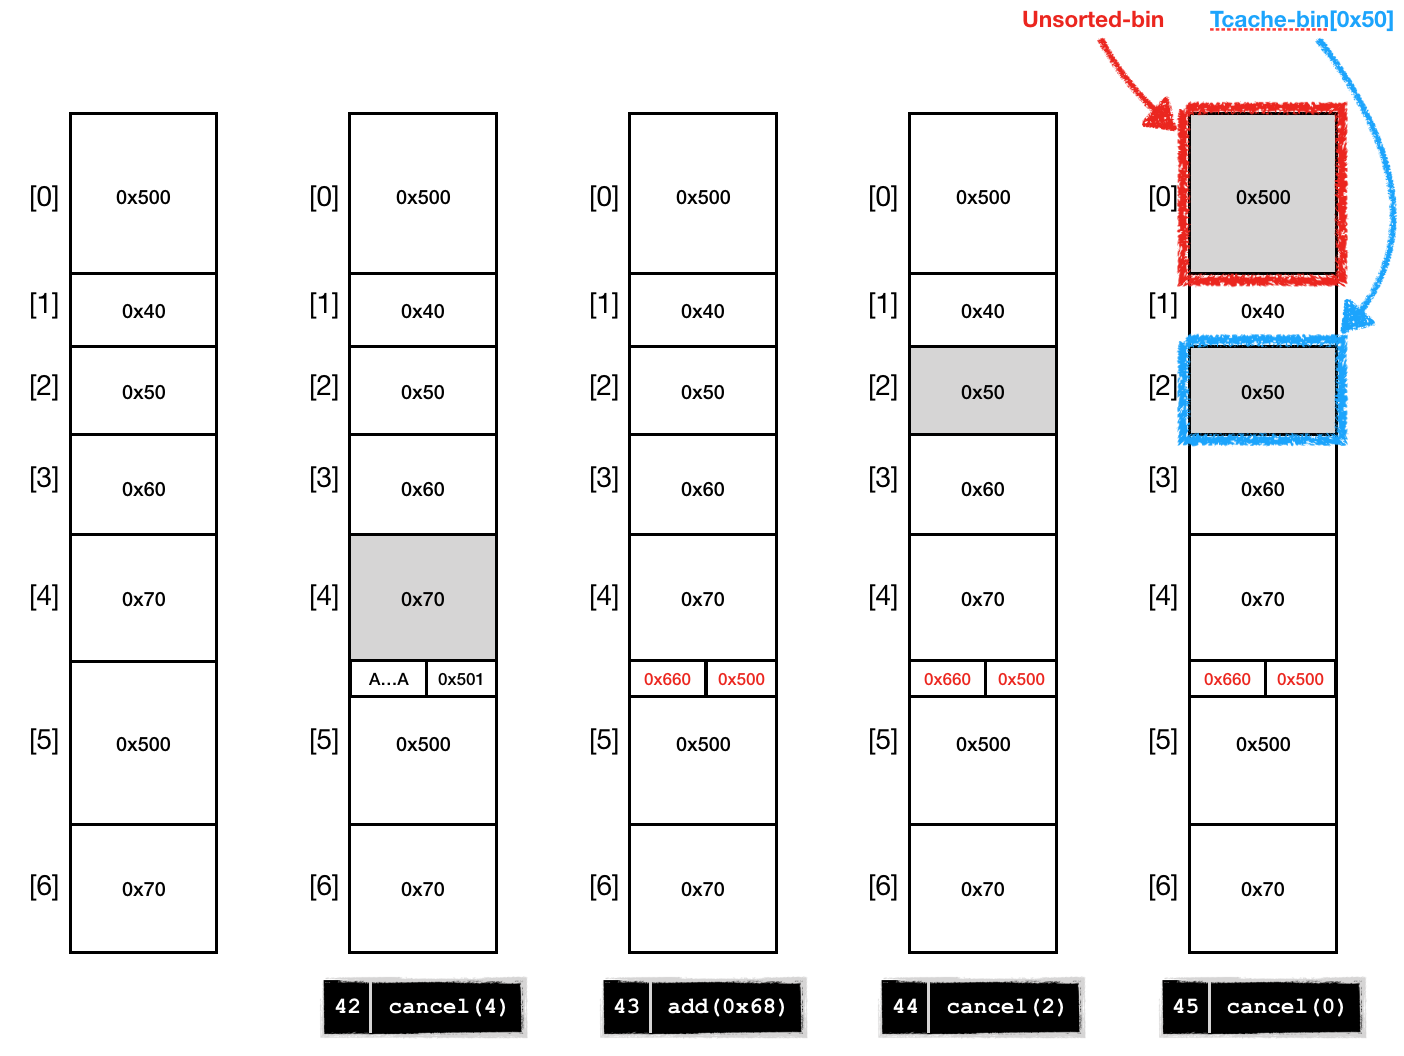 Unsorted-bin Tcache-bin[0x50]
[0] 0x500 [0] 0x500 [0] 0x500 [0] 0x500 [0] 0x500
[1] 0x40 [1] 0x40 [1] 0x40 [1] 0x40 [1] 0x40
[2] 0x50 [2] 0x50 [2] 0x50 [2] 0x50 [2] 0x50
[3] 0x60 [3] 0x60 [3] 0x60 [3] 0x60 [3] 0x60
[4] 0x70 [4] 0x70 [4] 0x70 [4] 0x70 [4] 0x70
A…A 0x501 0x660 0x500 0x660 0x500 0x660 0x500
[5] 0x500 [5] 0x500 [5] 0x500 [5] 0x500 [5] 0x500
[6] 0x70 [6] 0x70 [6] 0x70 [6] 0x70 [6] 0x70
42 cancel(4) 43 add(0x68) 44 cancel(2) 45 cancel(0)